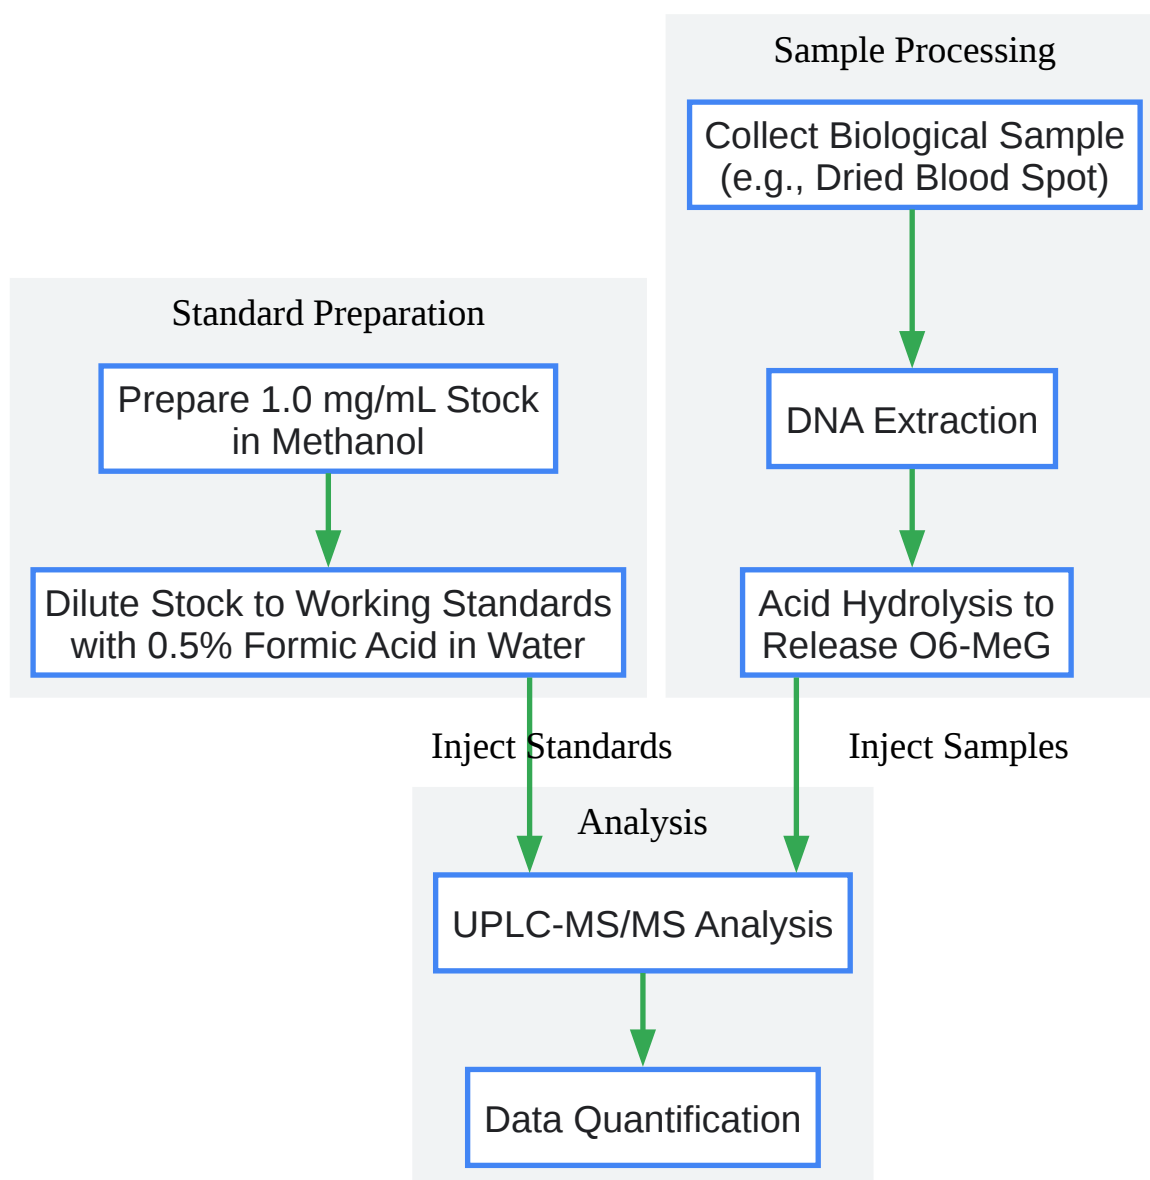 Sample Processing
Collect Biological Sample
(e.g., Dried Blood Spot)
DNA Extraction
Acid Hydrolysis to
Release O6-MeG
Standard Preparation
Prepare 1.0 mg/mL Stock
in Methanol
Dilute Stock to Working Standards
with 0.5% Formic Acid in Water
Inject Standards
Inject Samples
Analysis
UPLC-MS/MS Analysis
Data Quantification